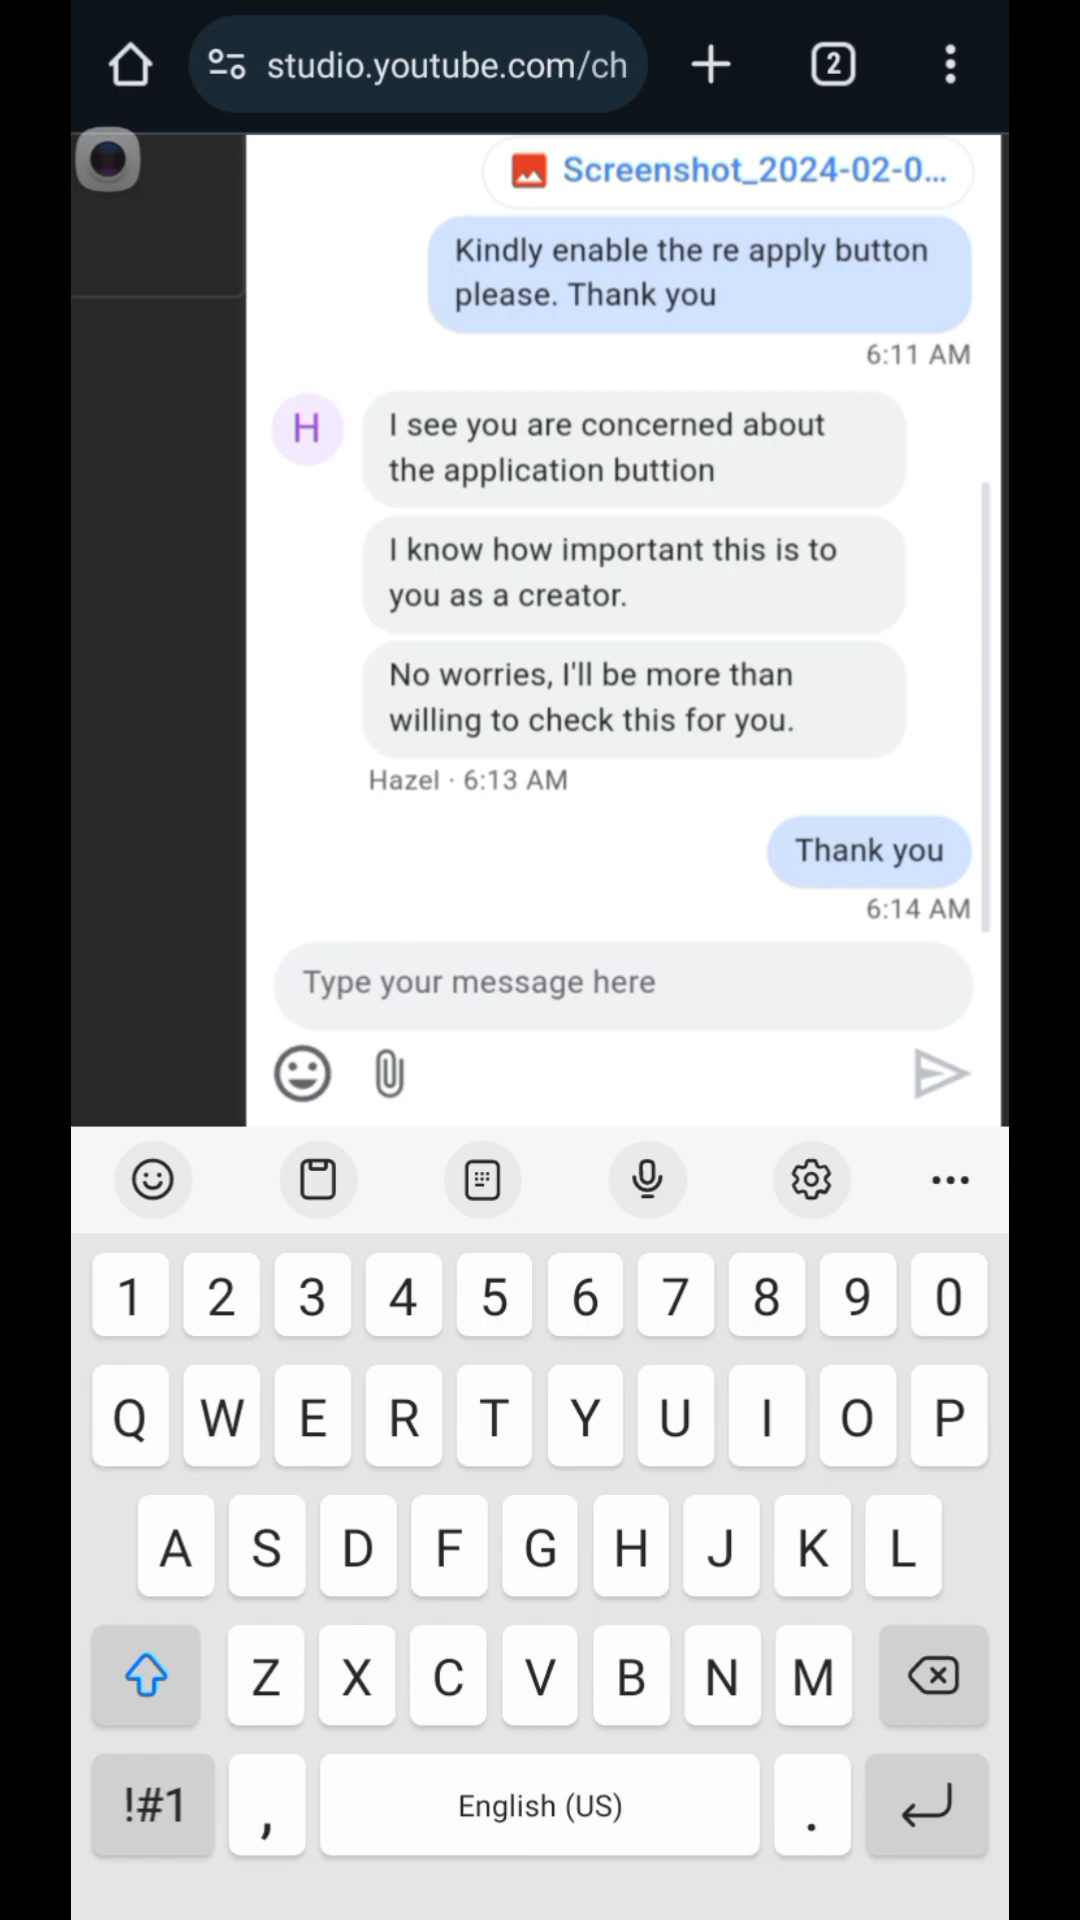 studio.youtube.com/ch
2
Screenshot_2024-02-0...
Kindly enable the re apply button
please. Thank you
6:11 AM
H
I see you are concerned about
the application buttion
I know how important this is to
you as a creator.
No worries, I'll be more than
willing to check this for you.
Hazel · 6:13 AM
Thank you
6:14 AM
Type your message here
1 2 3 4 5 6 7 8 9 0
Q W E R T Y U I O P
A S D F G H J K L
Z X C V B N M
!#1 , English (US) .